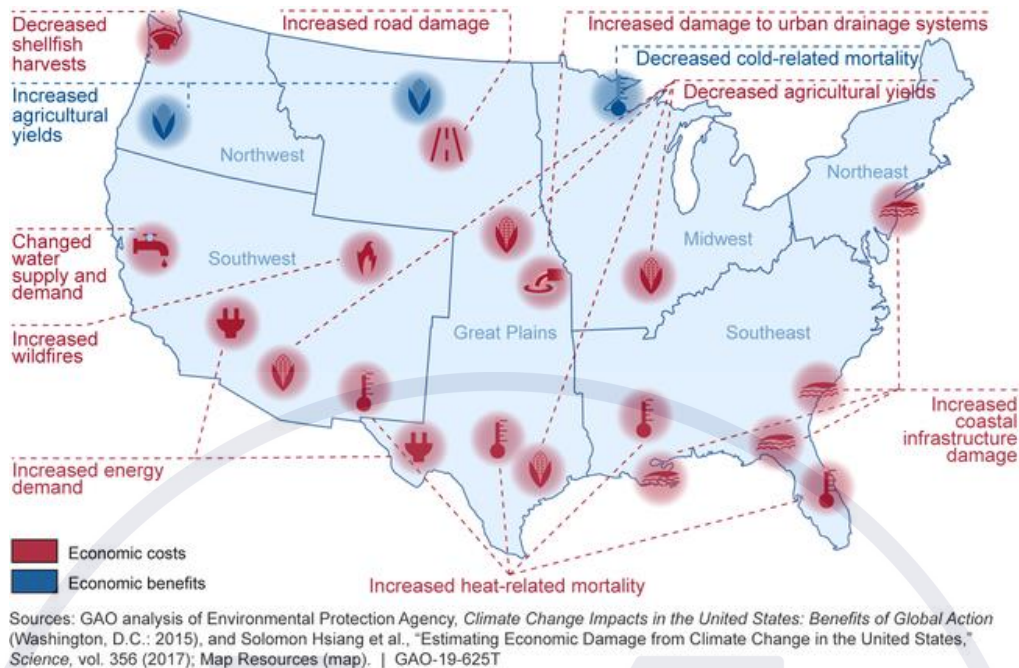 Decreased
shellfish
harvests
Increased road damage
Increased damage to urban drainage systems
Decreased cold-related mortality
Decreased agricultural yields
Increased
agricultural
yields
Northwest
Northeast
Changed
water
supply and
demand
Southwest
Midwest
Increased
wildfires
Great Plains
Southeast
Increased
coastal
infrastructure
damage
Increased energy
demand
Economic costs
Economic benefits
Increased heat-related mortality
Sources: GAO analysis of Environmental Protection Agency, Climate Change Impacts in the United States: Benefits of Global Action
(Washington, D.C.: 2015), and Solomon Hsiang et al., “Estimating Economic Damage from Climate Change in the United States,”
Science, vol. 356 (2017); Map Resources (map). | GAO-19-625T